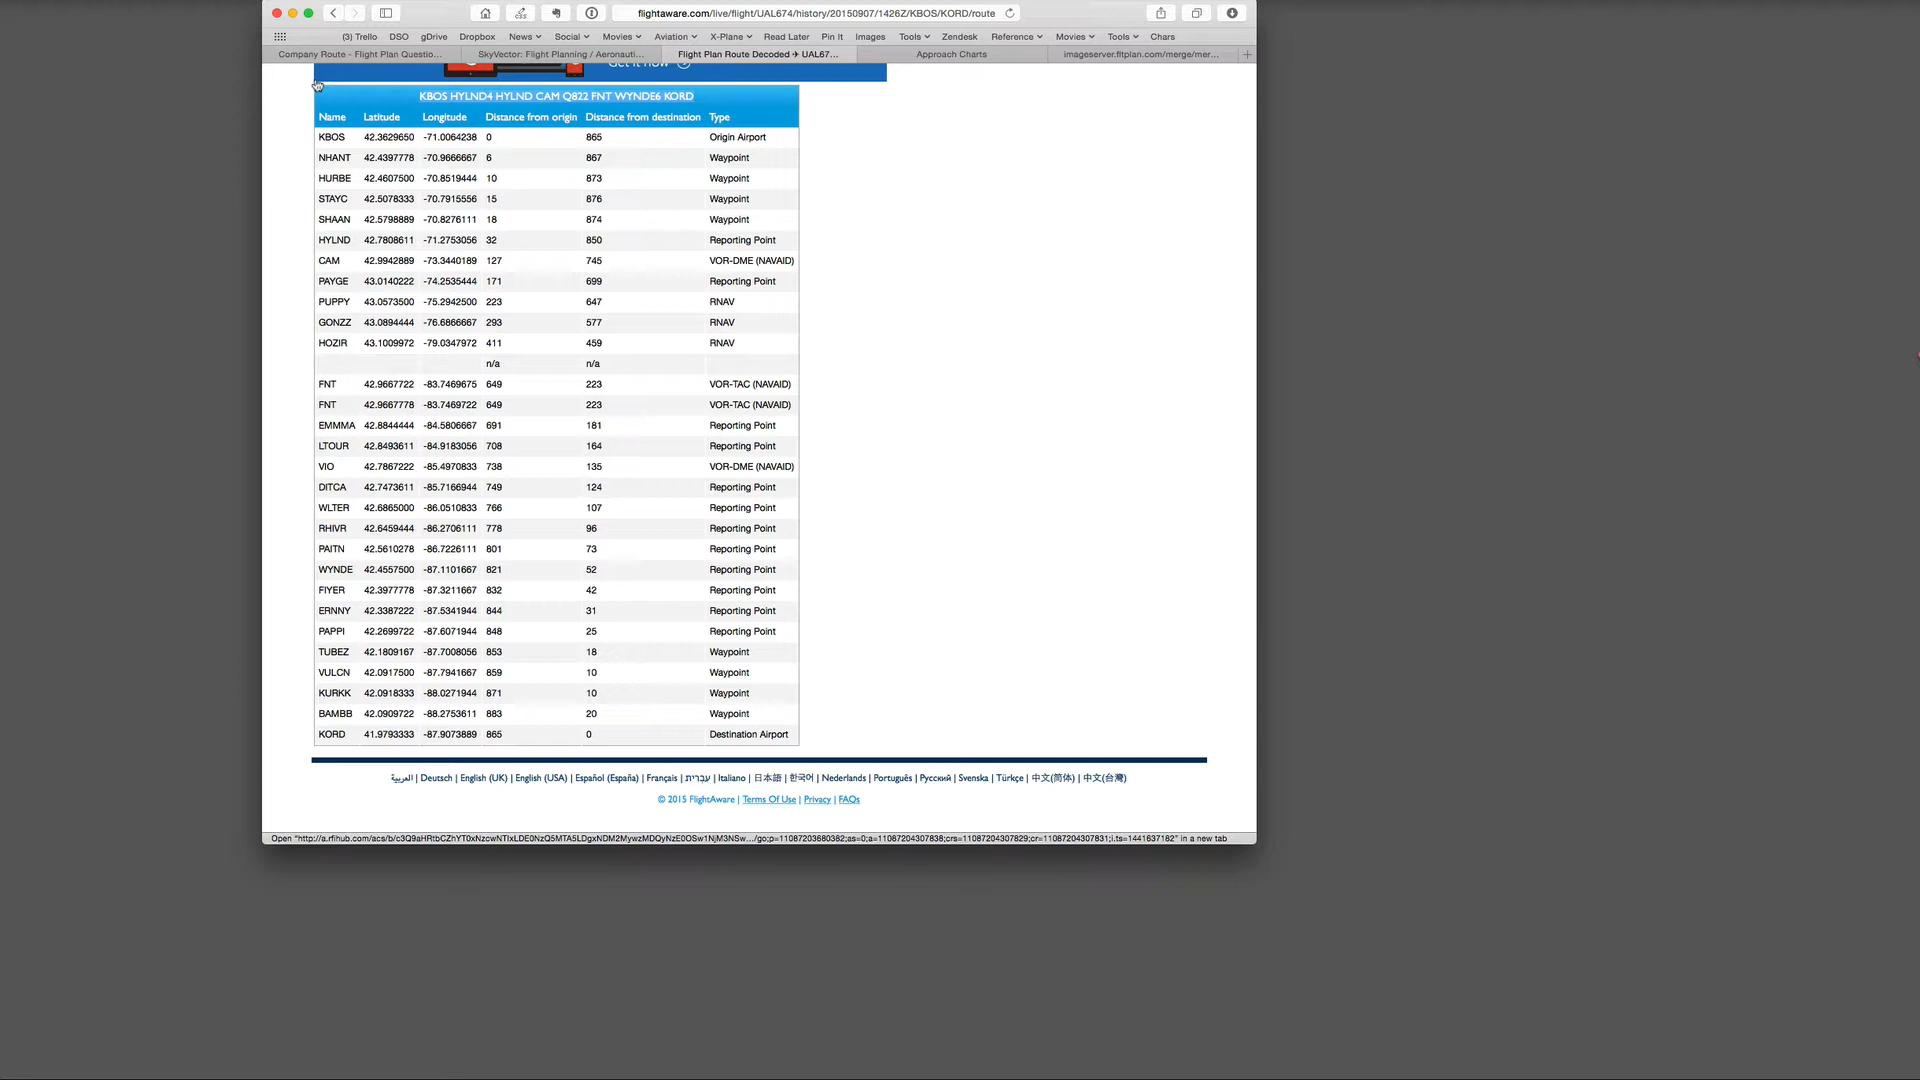 flightaware.com/live/flight/UAL674/history/20150907/1426Z/KBOS/KORD/route
(3) Trello DSO gDrive Dropbox News Social Movies Aviation X-Plane Read Later Pin It Images Tools Zendesk Reference Movies Tools Chars
Company Route - Flight Plan Questio... SkyVector: Flight Planning / Aeronauti... Flight Plan Route Decoded ✈ UAL67... Approach Charts imageserver.fltplan.com/merge/mer...
Get it now
KBOS HYLND4 HYLND CAM Q822 FNT WYNDE6 KORD
Name Latitude Longitude Distance from origin Distance from destination Type
KBOS 42.3629650 -71.0064238 0 865 Origin Airport
NHANT 42.4397778 -70.9666667 6 867 Waypoint
HURBE 42.4607500 -70.8519444 10 873 Waypoint
STAYC 42.5078333 -70.7915556 15 876 Waypoint
SHAAN 42.5798889 -70.8276111 18 874 Waypoint
HYLND 42.7808611 -71.2753056 32 850 Reporting Point
CAM 42.9942889 -73.3440189 127 745 VOR-DME (NAVAID)
PAYGE 43.0140222 -74.2535444 171 699 Reporting Point
PUPPY 43.0573500 -75.2942500 223 647 RNAV
GONZZ 43.0894444 -76.6866667 293 577 RNAV
HOZIR 43.1009972 -79.0347972 411 459 RNAV
n/a n/a
FNT 42.9667722 -83.7469675 649 223 VOR-TAC (NAVAID)
FNT 42.9667778 -83.7469722 649 223 VOR-TAC (NAVAID)
EMMMA 42.8844444 -84.5806667 691 181 Reporting Point
LTOUR 42.8493611 -84.9183056 708 164 Reporting Point
VIO 42.7867222 -85.4970833 738 135 VOR-DME (NAVAID)
DITCA 42.7473611 -85.7166944 749 124 Reporting Point
WLTER 42.6865000 -86.0510833 766 107 Reporting Point
RHIVR 42.6459444 -86.2706111 778 96 Reporting Point
PAITN 42.5610278 -86.7226111 801 73 Reporting Point
WYNDE 42.4557500 -87.1101667 821 52 Reporting Point
FIYER 42.3977778 -87.3211667 832 42 Reporting Point
ERNNY 42.3387222 -87.5341944 844 31 Reporting Point
PAPPI 42.2699722 -87.6071944 848 25 Reporting Point
TUBEZ 42.1809167 -87.7008056 853 18 Waypoint
VULCN 42.0917500 -87.7941667 859 10 Waypoint
KURKK 42.0918333 -88.0271944 871 10 Waypoint
BAMBB 42.0909722 -88.2753611 883 20 Waypoint
KORD 41.9793333 -87.9073889 865 0 Destination Airport
العربية | Deutsch | English (UK) | English (USA) | Español (España) | Français | עברית | Italiano | 日本語 | 한국어 | Nederlands | Português | Русский | Svenska | Türkçe | 中文(简体) | 中文(台灣)
© 2015 FlightAware | Terms Of Use | Privacy | FAQs